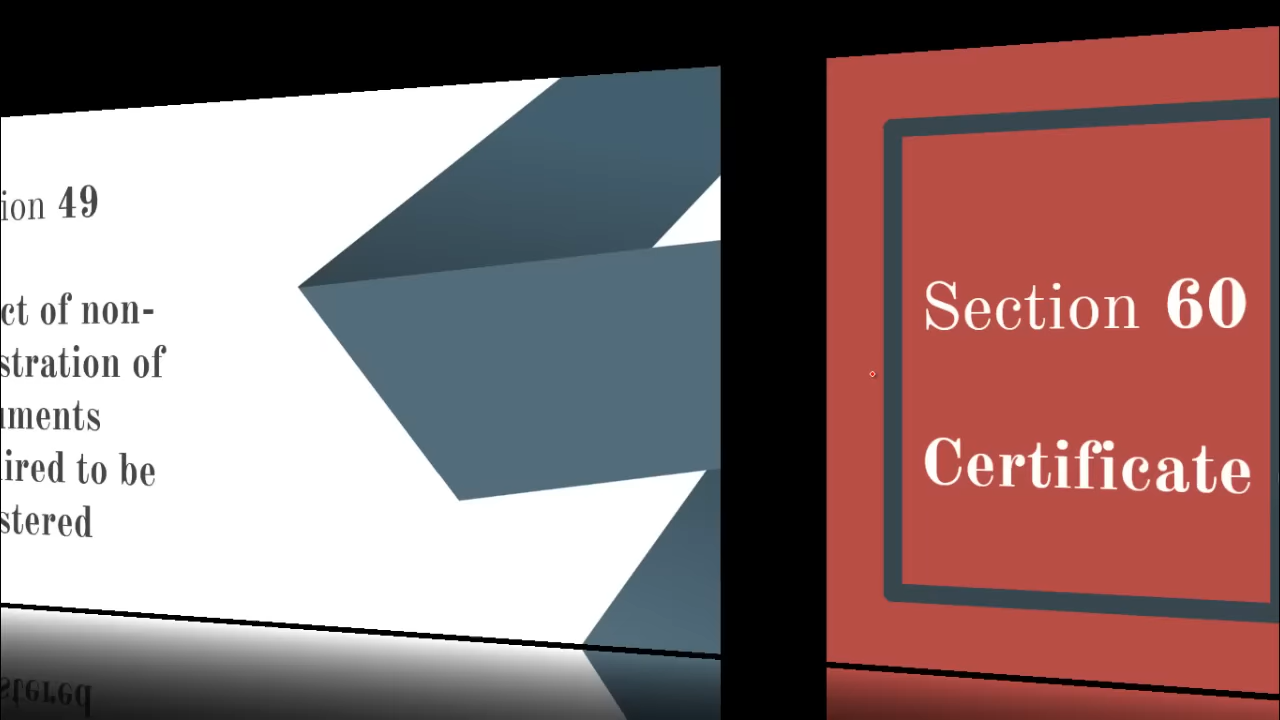 ion 49
ct of non-
stration of
uments
ired to be
stered
Section 60
Certificate